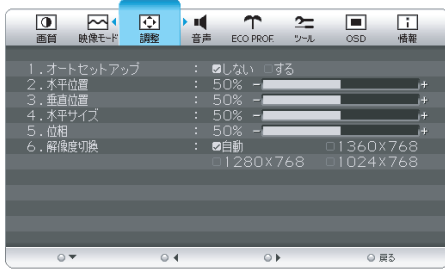 画質 映像モード 調整 音声 ECO PROF. ツール OSD 情報
1.オートセットアップ : ☑しない □する
2.水平位置 : 50% − +
3.垂直位置 : 50% − +
4.水平サイズ : 50% − +
5.位相 : 50% − +
6.解像度切換 : ☑自動 □1360X768
□1280X768 □1024X768
戻る